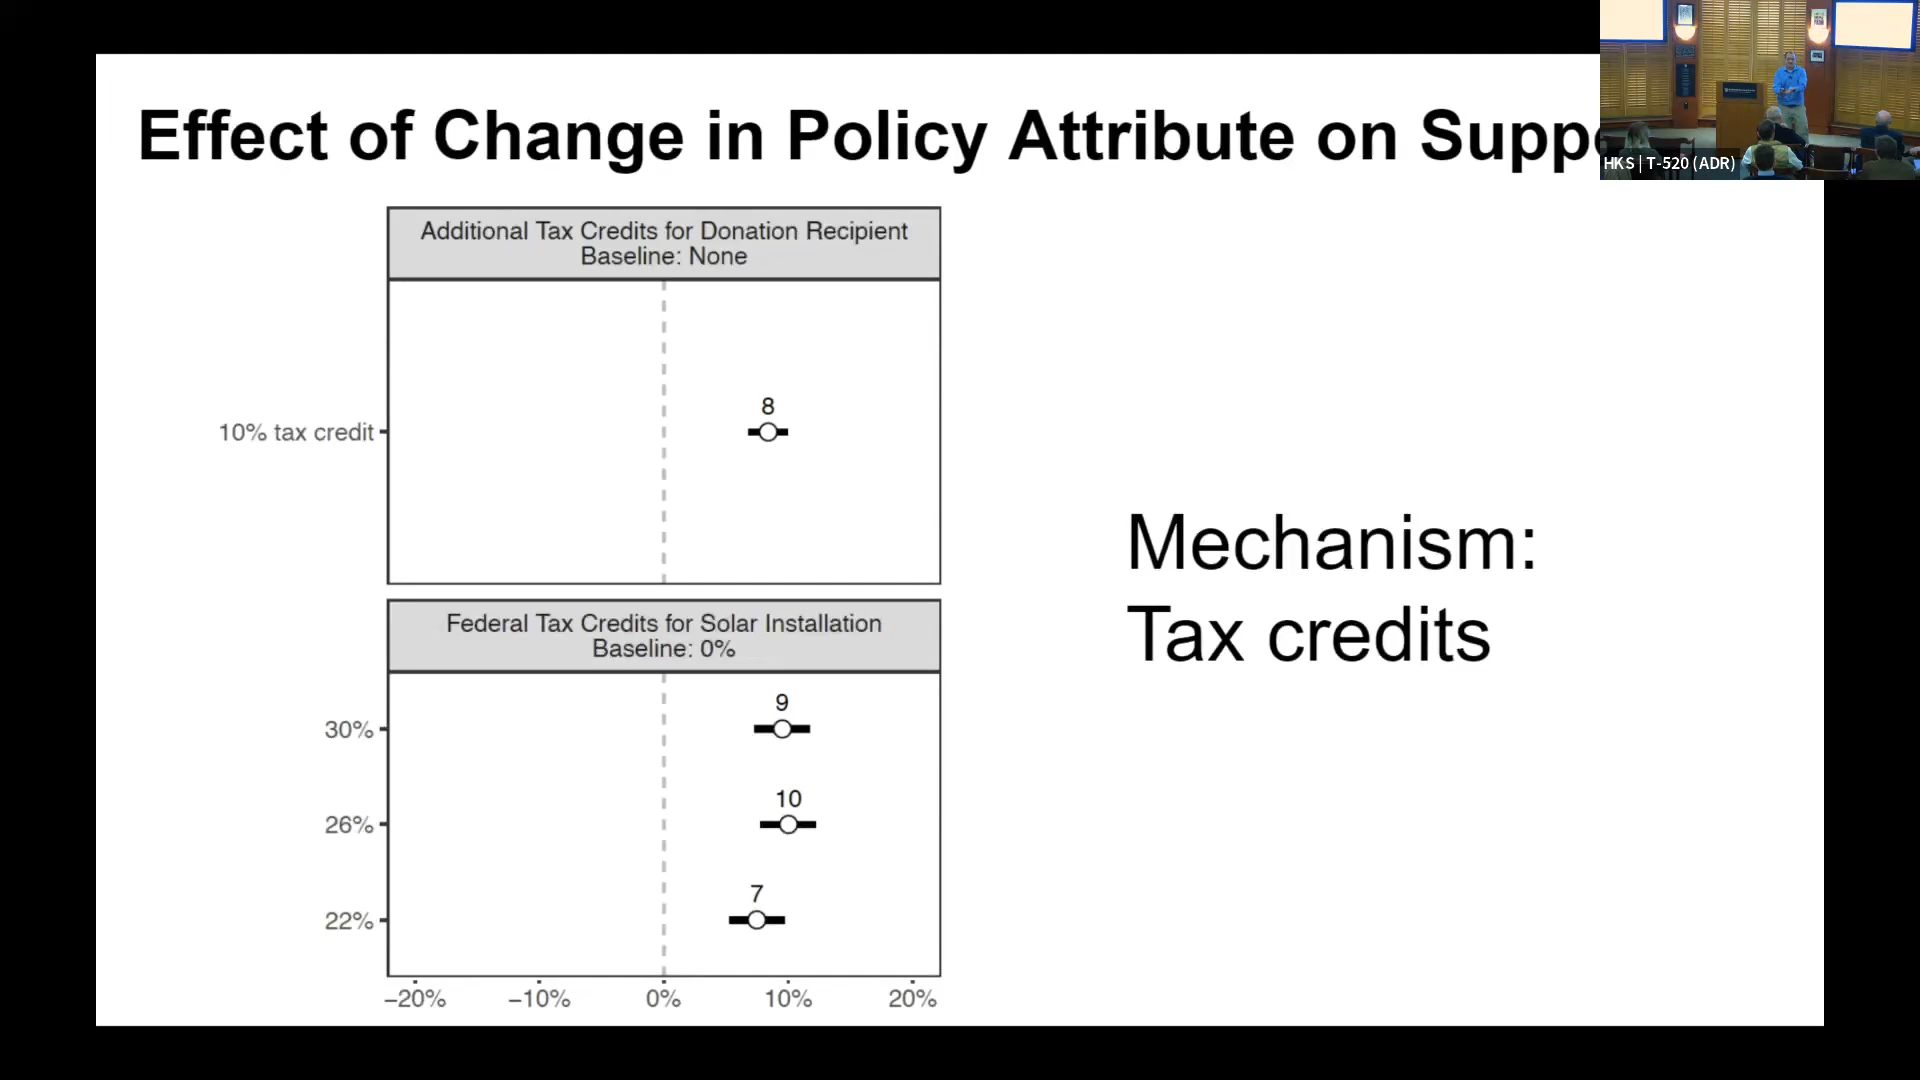 Effect of Change in Policy Attribute on Suppo
HKS | T-520 (ADR)
Additional Tax Credits for Donation Recipient
Baseline: None
8
10% tax credit
Federal Tax Credits for Solar Installation
Baseline: 0%
9
30%
10
26%
7
22%
−20% −10% 0% 10% 20%
Mechanism:
Tax credits